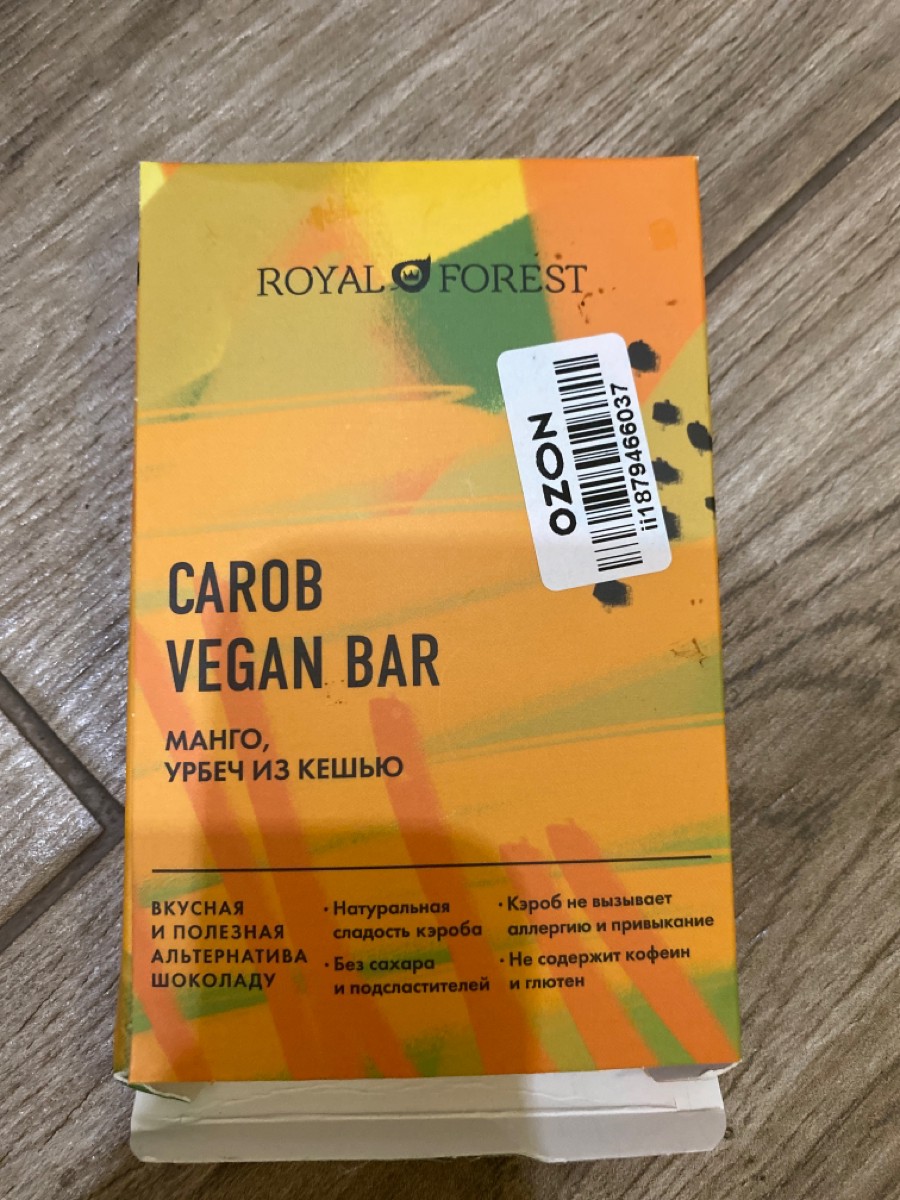 ROYAL FOREST
OZON
ii1879466037
CAROB
VEGAN BAR
МАНГО,
УРБЕЧ ИЗ КЕШЬЮ
ВКУСНАЯ
И ПОЛЕЗНАЯ
АЛЬТЕРНАТИВА
ШОКОЛАДУ
· Натуральная
сладость кэроба
· Без сахара
и подсластителей
· Кэроб не вызывает
аллергию и привыкание
· Не содержит кофеин
и глютен